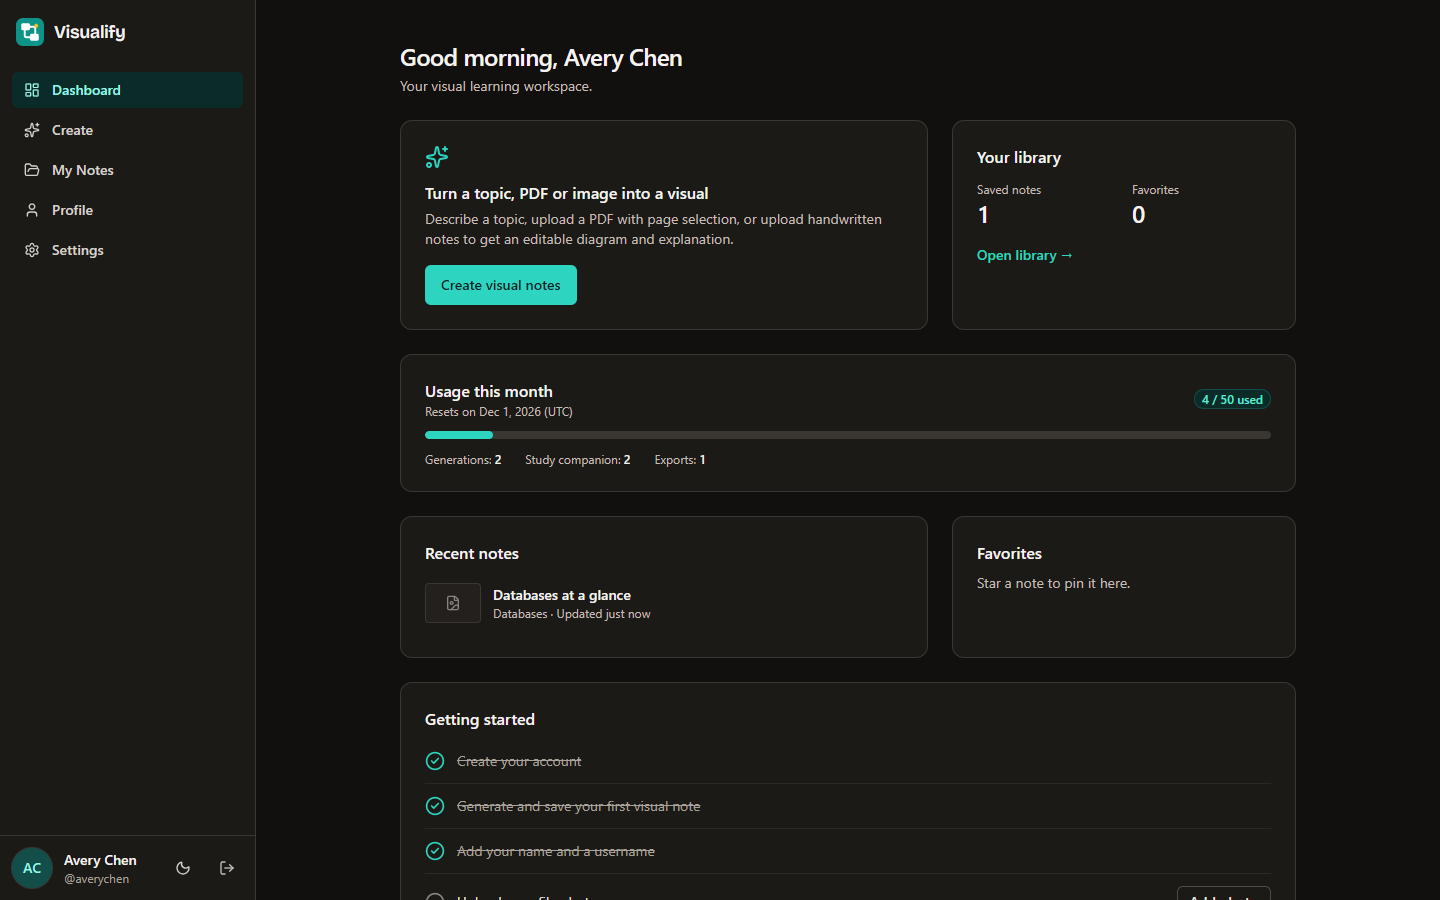 Visualify
Dashboard
Create
My Notes
Profile
Settings
Avery Chen
@averychen
AC
Good morning, Avery Chen
Your visual learning workspace.
Turn a topic, PDF or image into a visual
Describe a topic, upload a PDF with page selection, or upload handwritten
notes to get an editable diagram and explanation.
Create visual notes
Your library
Saved notes
Favorites
1
0
Open library →
Usage this month
Resets on Dec 1, 2026 (UTC)
4 / 50 used
Generations: 2
Study companion: 2
Exports: 1
Recent notes
Databases at a glance
Databases · Updated just now
Favorites
Star a note to pin it here.
Getting started
Create your account
Generate and save your first visual note
Add your name and a username